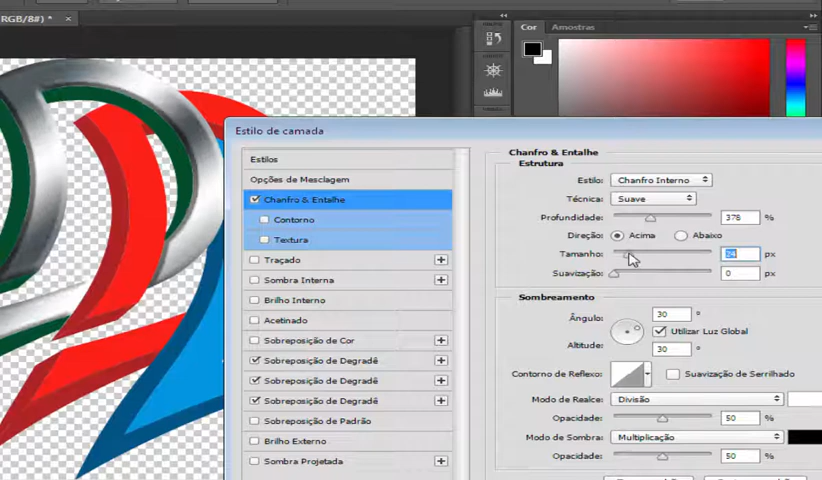 RGB/8#) * ×
Cor Amostras
Estilo de camada
Estilos
Opções de Mesclagem
Chanfro & Entalhe
Contorno
Textura
Traçado
Sombra Interna
Brilho Interno
Acetinado
Sobreposição de Cor
Sobreposição de Degradê
Sobreposição de Degradê
Sobreposição de Degradê
Sobreposição de Padrão
Brilho Externo
Sombra Projetada
Chanfro & Entalhe
Estrutura
Estilo: Chanfro Interno
Técnica: Suave
Profundidade: 378 %
Direção: Acima Abaixo
Tamanho: 24 px
Suavização: 0 px
Sombreamento
Ângulo: 30 °
Utilizar Luz Global
Altitude: 30 °
Contorno de Reflexo: Suavização de Serrilhado
Modo de Realce: Divisão
Opacidade: 50 %
Modo de Sombra: Multiplicação
Opacidade: 50 %